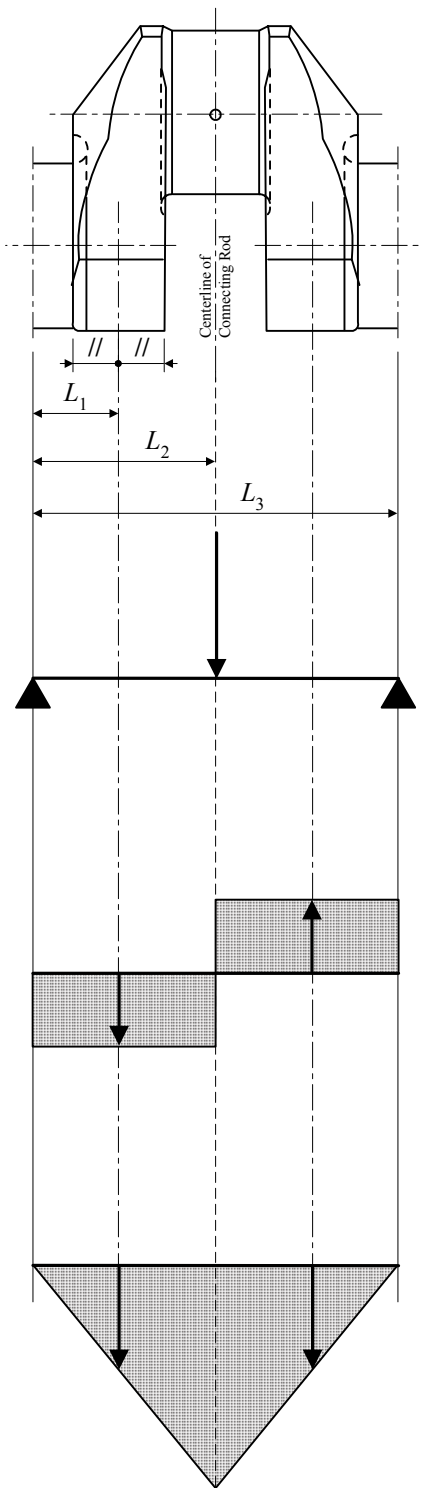 Centerline of
Connecting Rod
// //
L₁
L₂
L₃